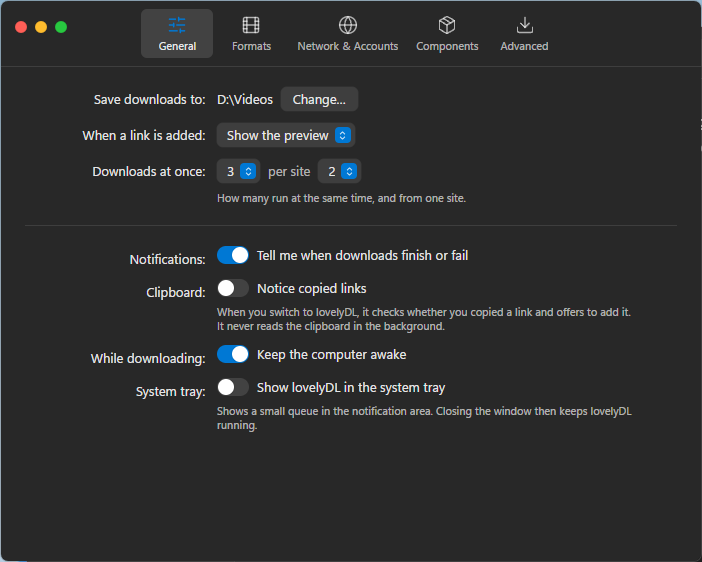 General
Formats
Network & Accounts
Components
Advanced
Save downloads to: D:\Videos Change...
When a link is added: Show the preview
Downloads at once: 3 per site 2
How many run at the same time, and from one site.
Notifications: Tell me when downloads finish or fail
Clipboard: Notice copied links
When you switch to lovelyDL, it checks whether you copied a link and offers to add it.
It never reads the clipboard in the background.
While downloading: Keep the computer awake
System tray: Show lovelyDL in the system tray
Shows a small queue in the notification area. Closing the window then keeps lovelyDL
running.